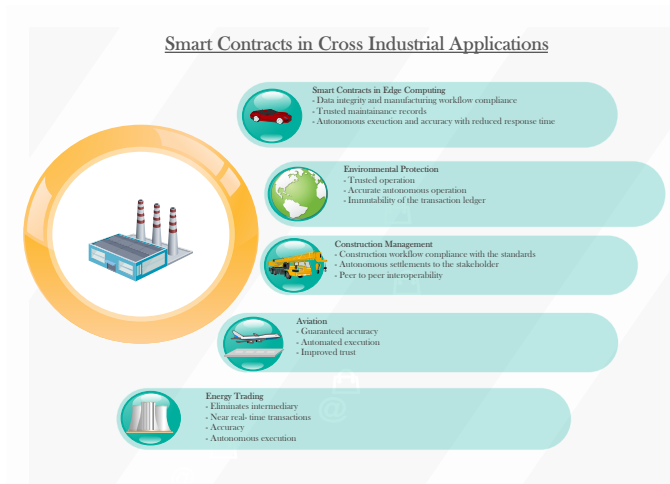 Smart Contracts in Cross Industrial Applications
Smart Contracts in Edge Computing
- Data integrity and manufacturing workflow compliance
- Trusted maintainance records
- Autonomous exeuction and accuracy with reduced response time
Environmental Protection
- Trusted operation
- Accurate autonomous operation
- Immutability of the transaction ledger
Construction Management
- Construction workflow compliance with the standards
- Autonomous settlements to the stakeholder
- Peer to peer interoperability
Aviation
- Guaranteed accuracy
- Automated execution
- Improved trust
Energy Trading
- Eliminates intermediary
- Near real- time transactions
- Accuracy
- Autonomous execution
@